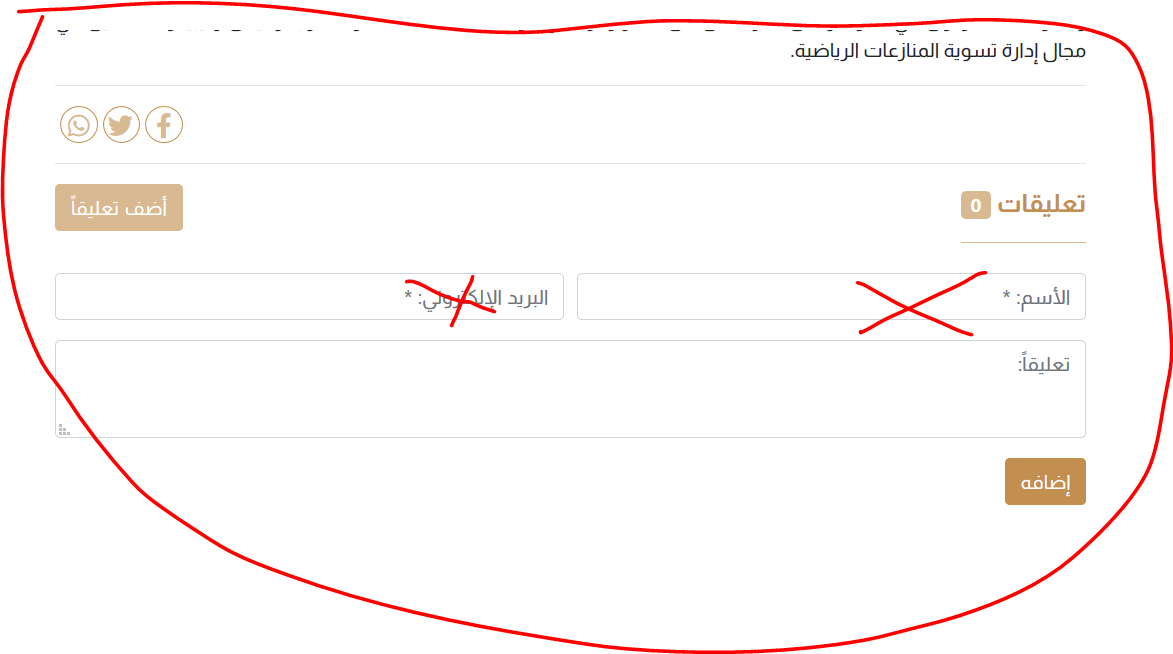 مجال إدارة تسوية المنازعات الرياضية.
تعليقات 0
أضف تعليقاً
الأسم: *
البريد الإلكتروني: *
تعليقاً:
إضافه